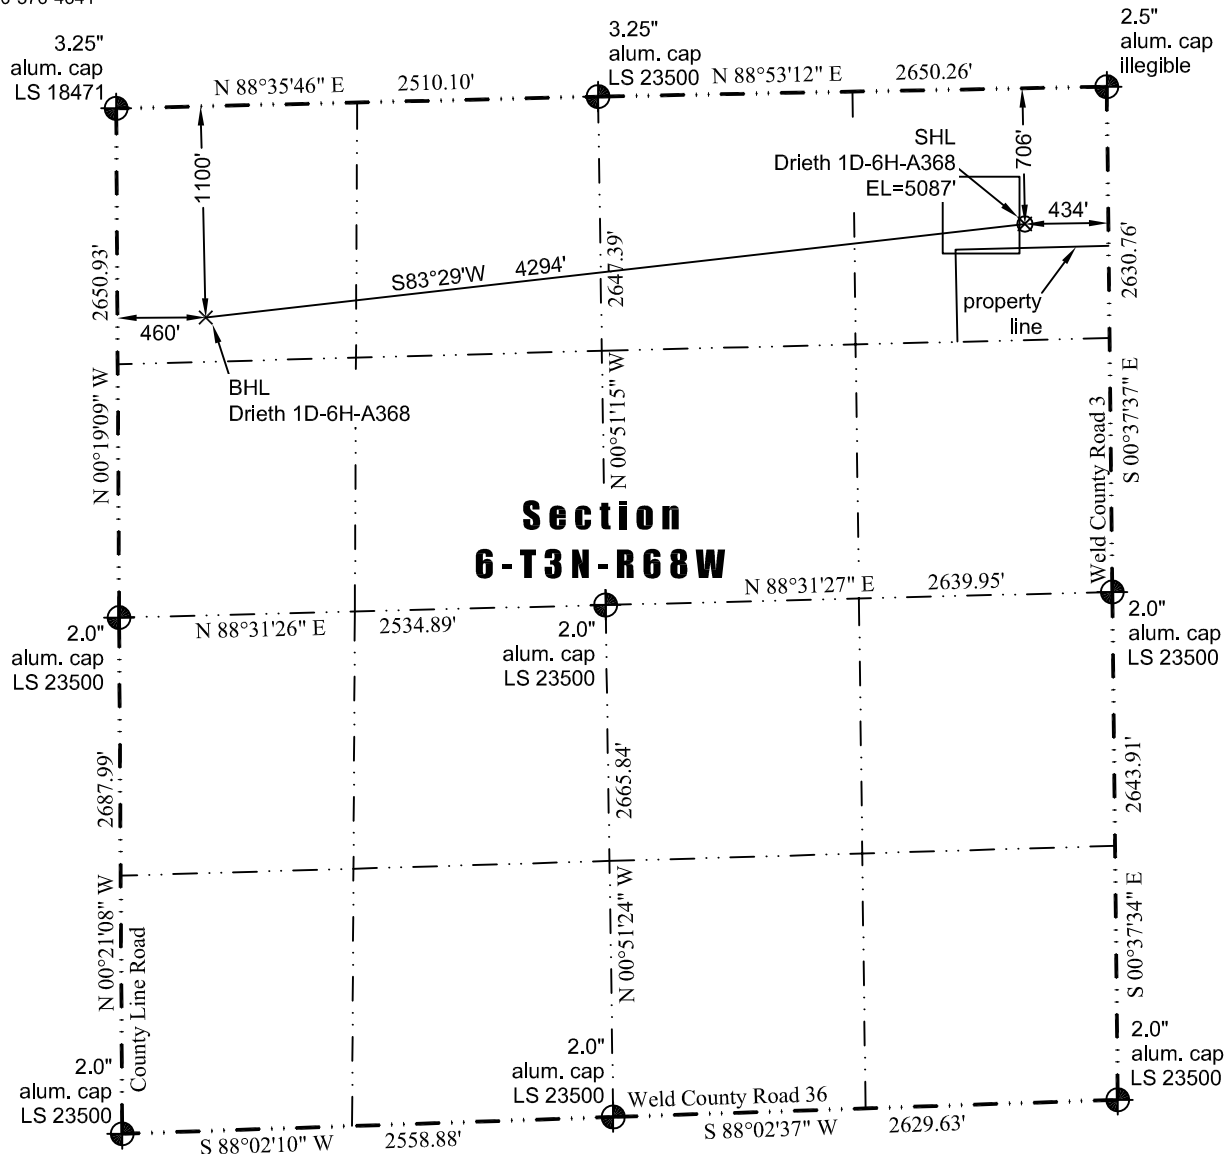 3.25"
alum. cap
LS 18471
N 88°35'46" E
2510.10'
3.25"
alum. cap
LS 23500
N 88°53'12" E
2650.26'
2.5"
alum. cap
illegible
1100'
SHL
Drieth 1D-6H-A368
EL=5087'
706'
434'
2650.93'
S83°29'W
4294'
2647.39'
2630.76'
460'
property
line
BHL
Drieth 1D-6H-A368
N 00°19'09" W
N 00°51'15" W
Weld County Road 3
S 00°37'37" E
Section
6-T3N-R68W
N 88°31'26" E
2534.89'
N 88°31'27" E
2639.95'
2.0"
alum. cap
LS 23500
2.0"
alum. cap
LS 23500
2.0"
alum. cap
LS 23500
2687.99'
2665.84'
2643.91'
N 00°21'08" W
County Line Road
N 00°51'24" W
S 00°37'34" E
2.0"
alum. cap
LS 23500
2.0"
alum. cap
LS 23500
2.0"
alum. cap
LS 23500
Weld County Road 36
S 88°02'10" W
2558.88'
S 88°02'37" W
2629.63'